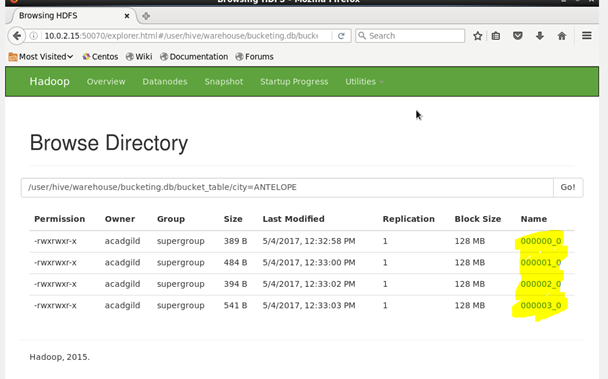 Browsing HDFS - Mozilla Firefox
Browsing HDFS
10.0.2.15:50070/explorer.html#/user/hive/warehouse/bucketing.db/bucke
Search
Most Visited Centos Wiki Documentation Forums
Hadoop Overview Datanodes Snapshot Startup Progress Utilities
Browse Directory
/user/hive/warehouse/bucketing.db/bucket_table/city=ANTELOPE Go!
Permission Owner Group Size Last Modified Replication Block Size Name
-rwxrwxr-x acadgild supergroup 389 B 5/4/2017, 12:32:58 PM 1 128 MB 000000_0
-rwxrwxr-x acadgild supergroup 484 B 5/4/2017, 12:33:00 PM 1 128 MB 000001_0
-rwxrwxr-x acadgild supergroup 394 B 5/4/2017, 12:33:02 PM 1 128 MB 000002_0
-rwxrwxr-x acadgild supergroup 541 B 5/4/2017, 12:33:03 PM 1 128 MB 000003_0
Hadoop, 2015.